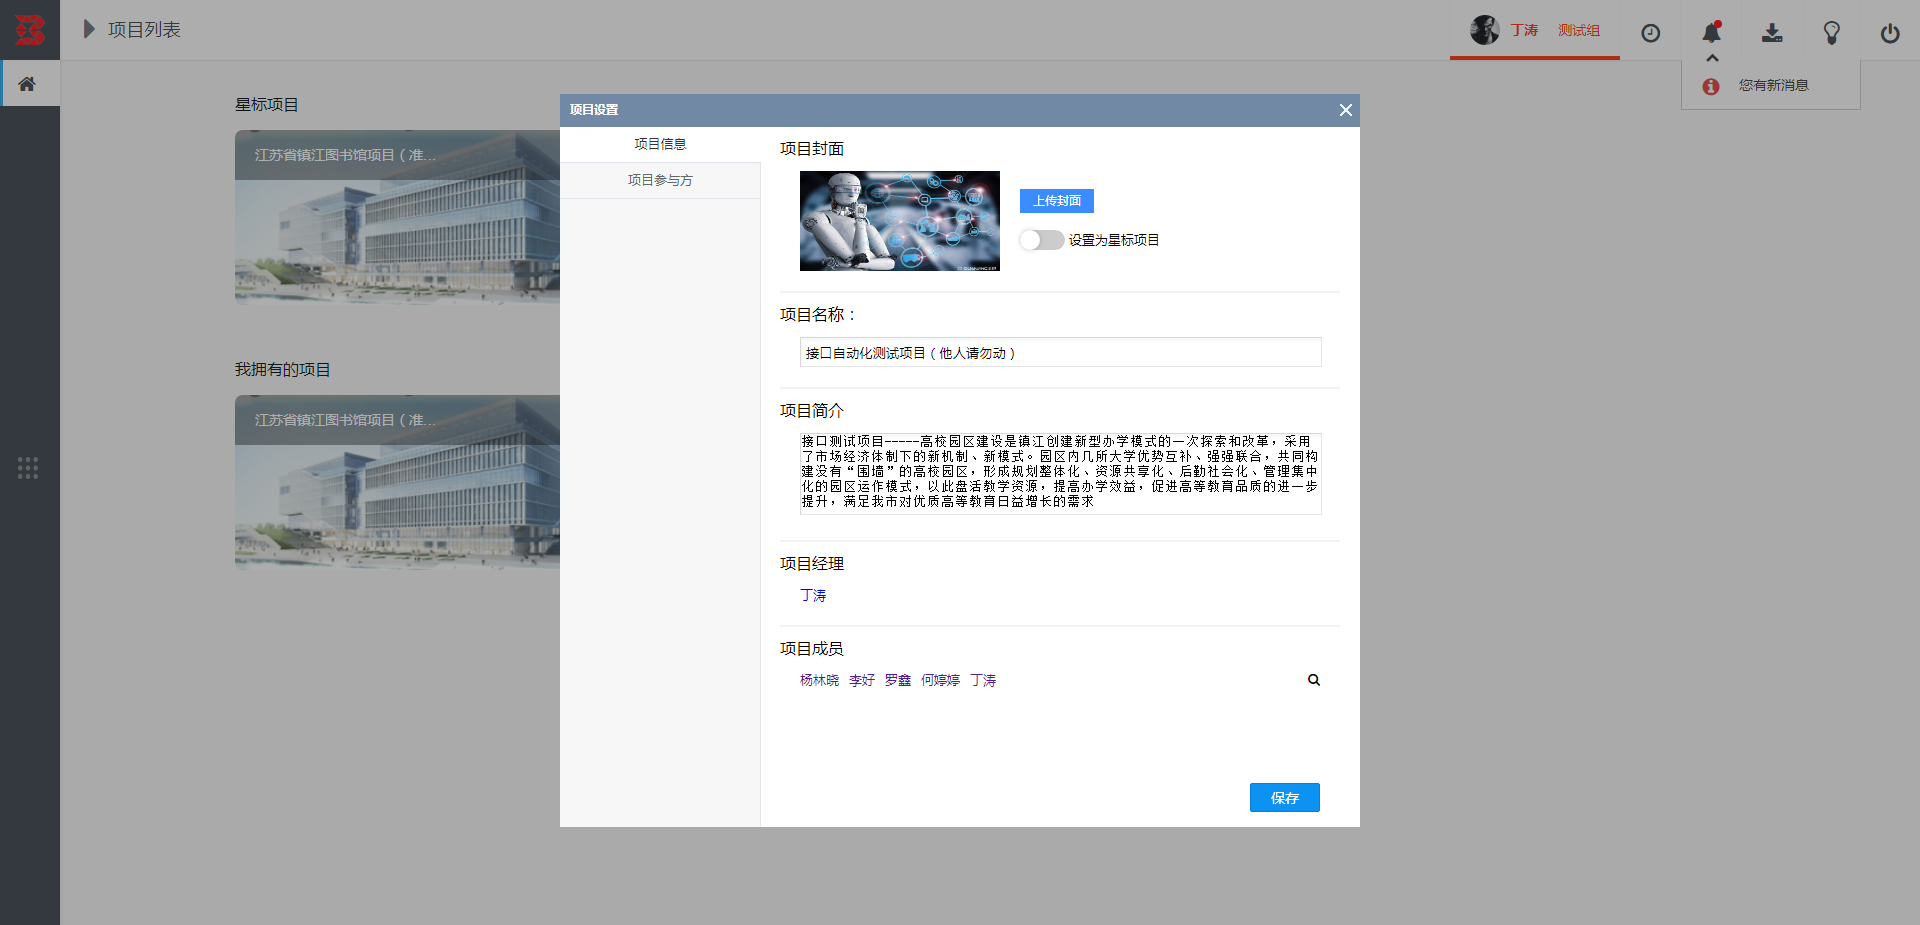 项目列表
丁涛 测试组
您有新消息
星标项目
江苏省镇江图书馆项目（准...
我拥有的项目
江苏省镇江图书馆项目（准...
项目设置
项目信息
项目参与方
项目封面
上传封面
设置为星标项目
项目名称：
接口自动化测试项目（他人请勿动）
项目简介
接口测试项目-----高校园区建设是镇江创建新型办学模式的一次探索和改革，采用
了市场经济体制下的新机制、新模式。园区内几所大学优势互补、强强联合，共同构
建没有“围墙”的高校园区，形成规划整体化、资源共享化、后勤社会化、管理集中
化的园区运作模式，以此盘活教学资源，提高办学效益，促进高等教育品质的进一步
提升，满足我市对优质高等教育日益增长的需求
项目经理
丁涛
项目成员
杨林晓 李好 罗鑫 何婷婷 丁涛
保存